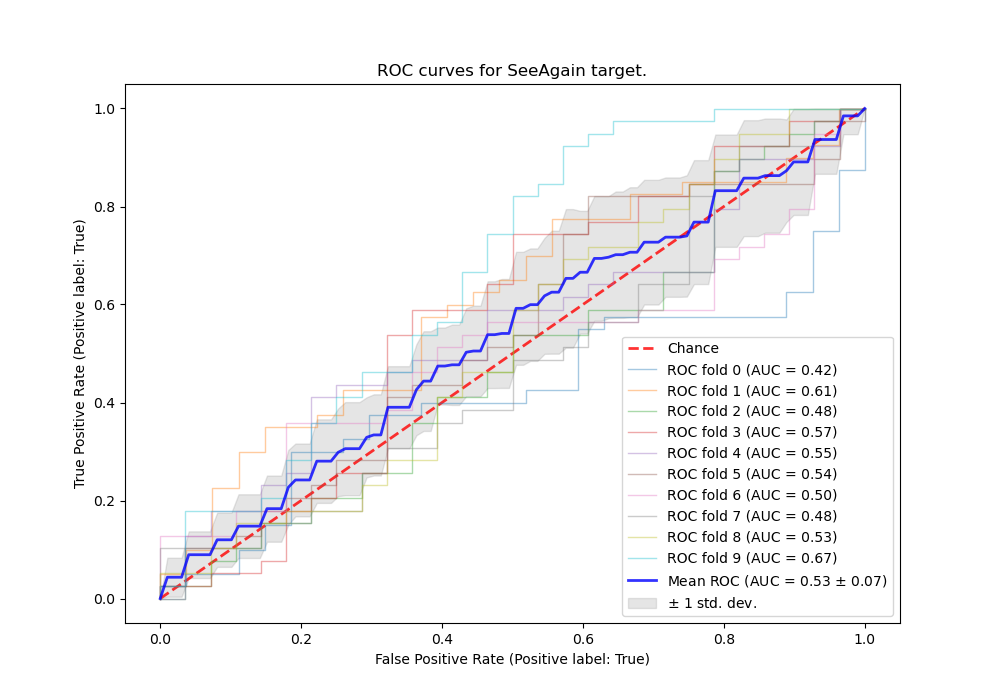 ROC curves for SeeAgain target.
True Positive Rate (Positive label: True)
1.0
0.8
0.6
0.4
0.2
0.0
0.0 0.2 0.4 0.6 0.8 1.0
False Positive Rate (Positive label: True)
Chance
ROC fold 0 (AUC = 0.42)
ROC fold 1 (AUC = 0.61)
ROC fold 2 (AUC = 0.48)
ROC fold 3 (AUC = 0.57)
ROC fold 4 (AUC = 0.55)
ROC fold 5 (AUC = 0.54)
ROC fold 6 (AUC = 0.50)
ROC fold 7 (AUC = 0.48)
ROC fold 8 (AUC = 0.53)
ROC fold 9 (AUC = 0.67)
Mean ROC (AUC = 0.53 ± 0.07)
± 1 std. dev.